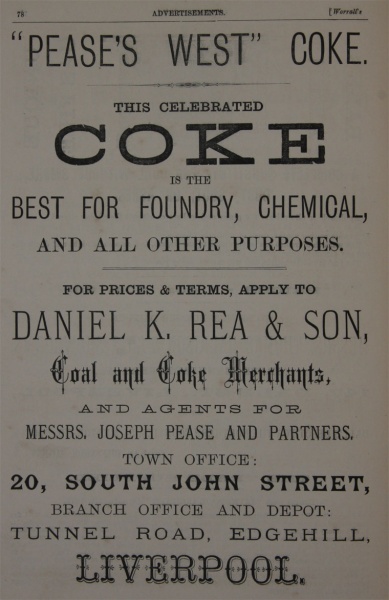 78 ADVERTISEMENTS. [Worrall's
"PEASE'S WEST" COKE.
THIS CELEBRATED
COKE
IS THE
BEST FOR FOUNDRY, CHEMICAL,
AND ALL OTHER PURPOSES.
FOR PRICES & TERMS, APPLY TO
DANIEL K. REA & SON,
Coal and Coke Merchants,
AND AGENTS FOR
MESSRS. JOSEPH PEASE AND PARTNERS.
TOWN OFFICE:
20, SOUTH JOHN STREET,
BRANCH OFFICE AND DEPOT:
TUNNEL ROAD, EDGEHILL,
LIVERPOOL.